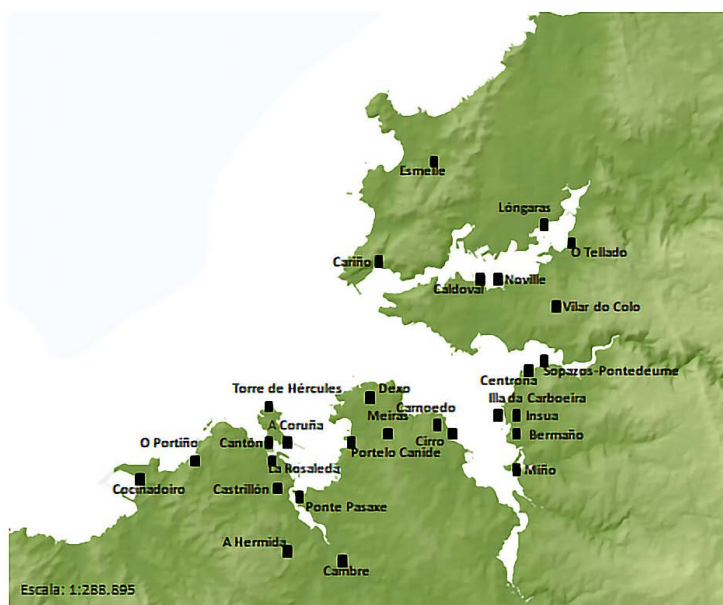 Esmelle
Lóngaras
O Tellado
Cariño
Caldoval
Noville
Vilar do Colo
Sopazos-Pontedeume
Centroña
Torre de Hércules
Dexo
Illa da Carboeira
Carnoedo
Meiras
Insua
A Coruña
O Portiño
Cantón
Portelo Canide
Cirro
Bermaño
La Rosaleda
Miño
Cocinadoiro
Castrillón
Ponte Pasaxe
A Hermida
Cambre
Escala: 1:288.895